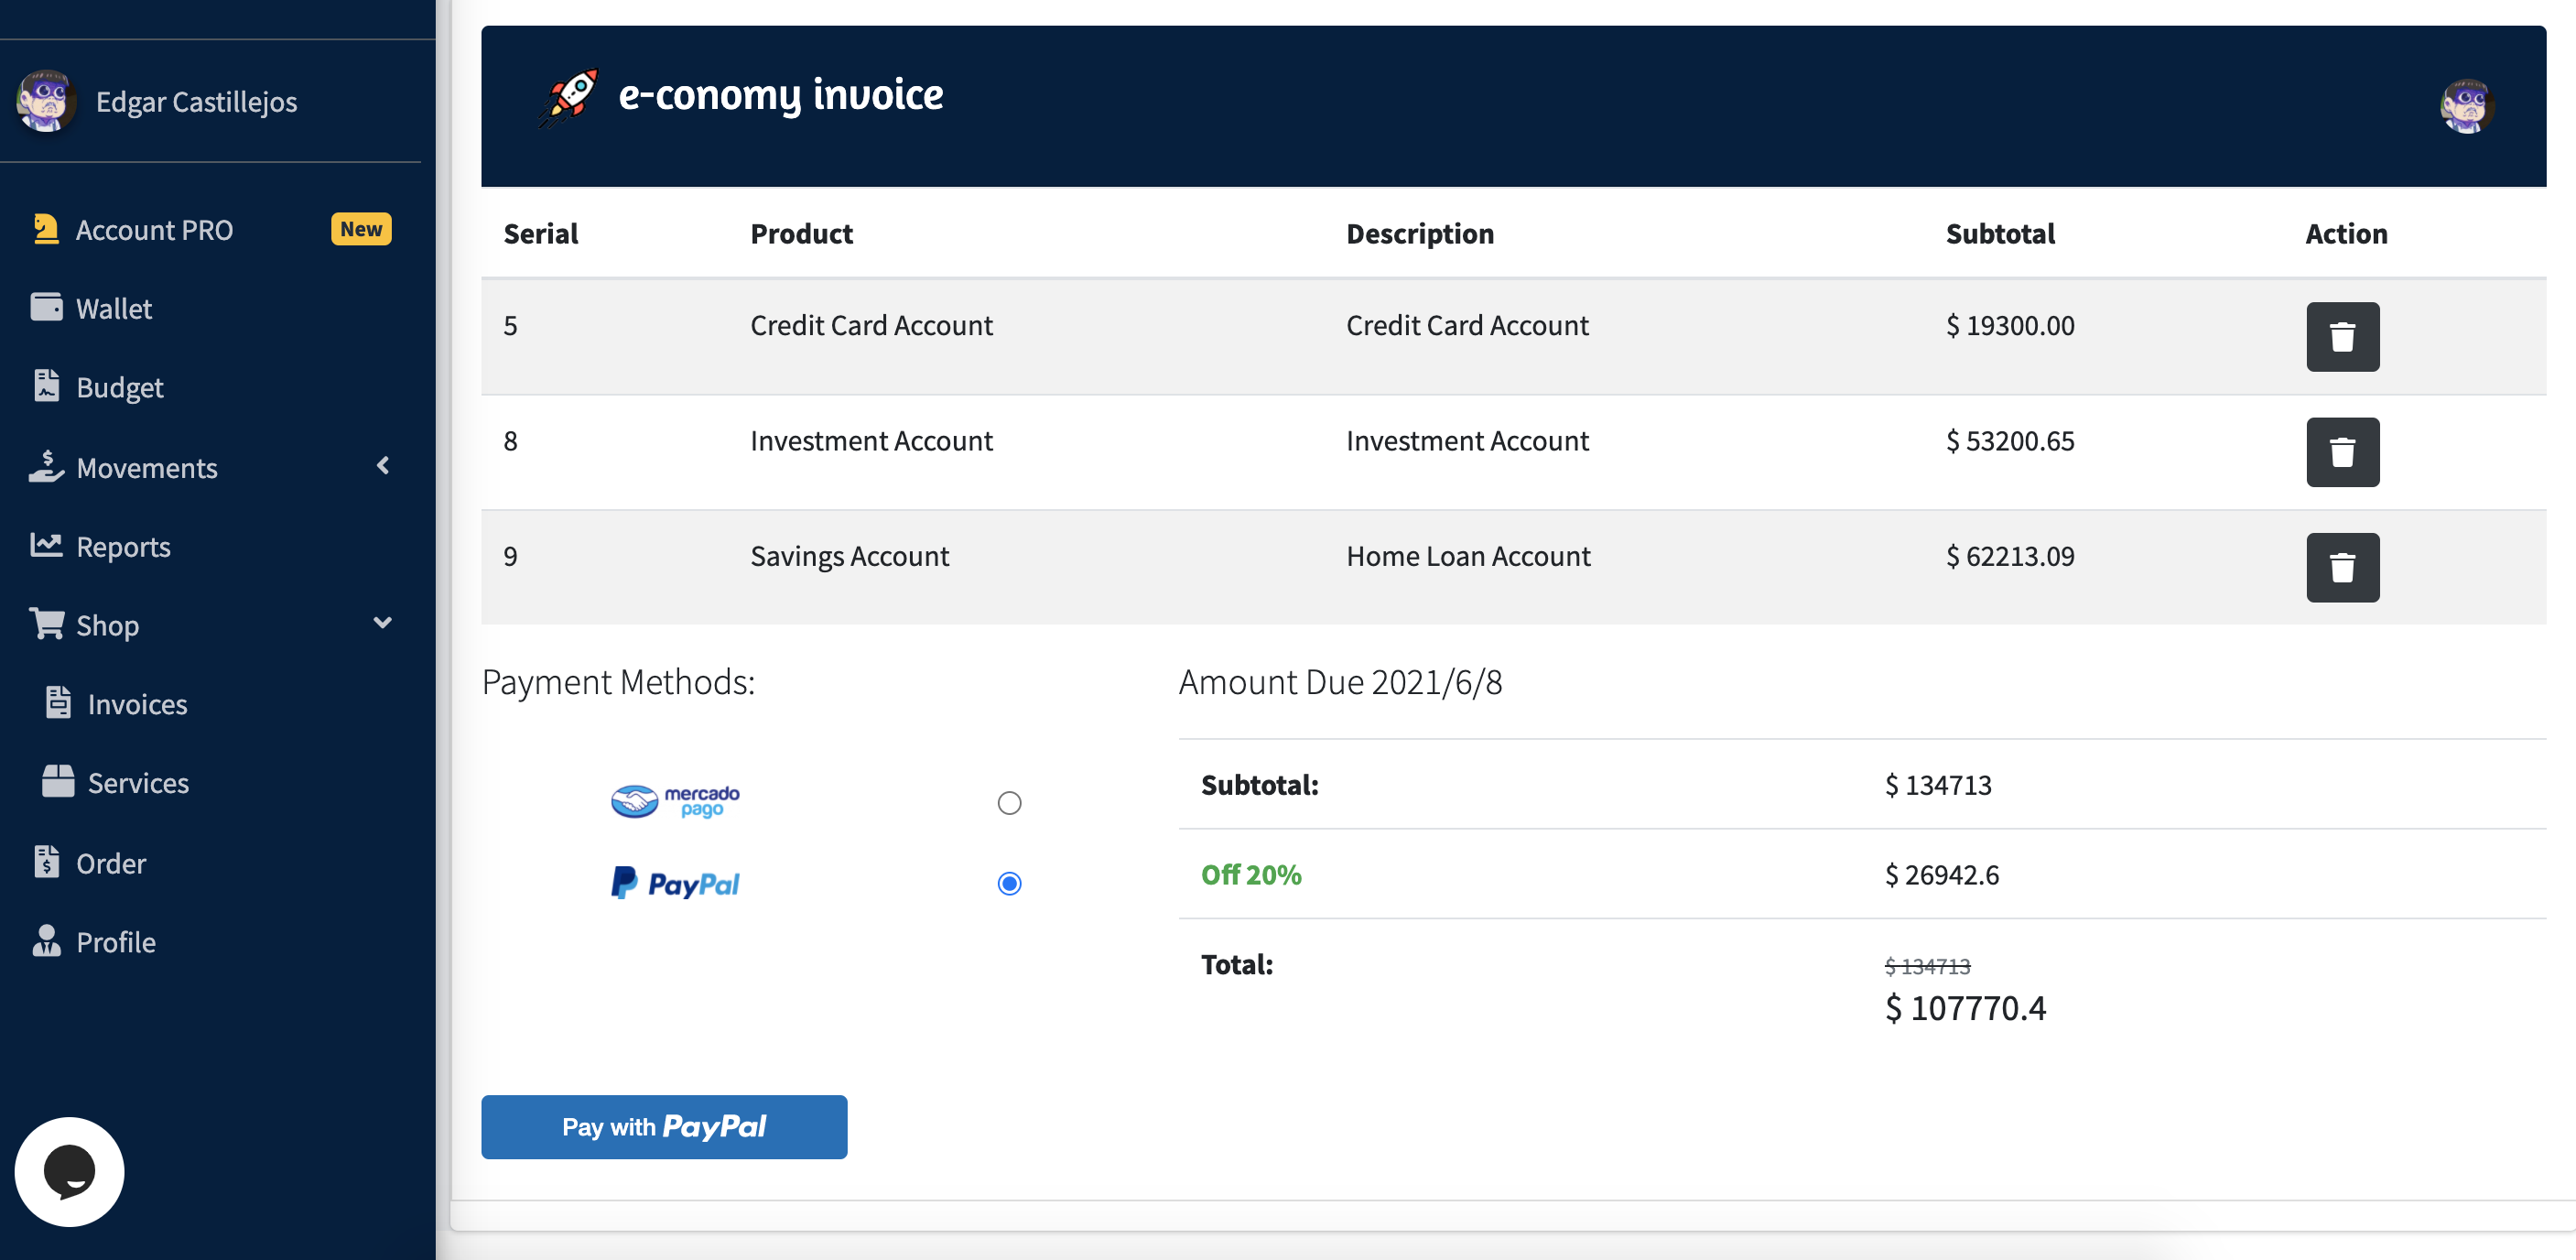 Edgar Castillejos
Account PRO New
Wallet
Budget
Movements
Reports
Shop
Invoices
Services
Order
Profile
e-conomy invoice
Serial Product Description Subtotal Action
5 Credit Card Account Credit Card Account $ 19300.00
8 Investment Account Investment Account $ 53200.65
9 Savings Account Home Loan Account $ 62213.09
Payment Methods:
mercado
pago
PayPal
Amount Due 2021/6/8
Subtotal: $ 134713
Off 20% $ 26942.6
Total: $ 134713
$ 107770.4
Pay with PayPal